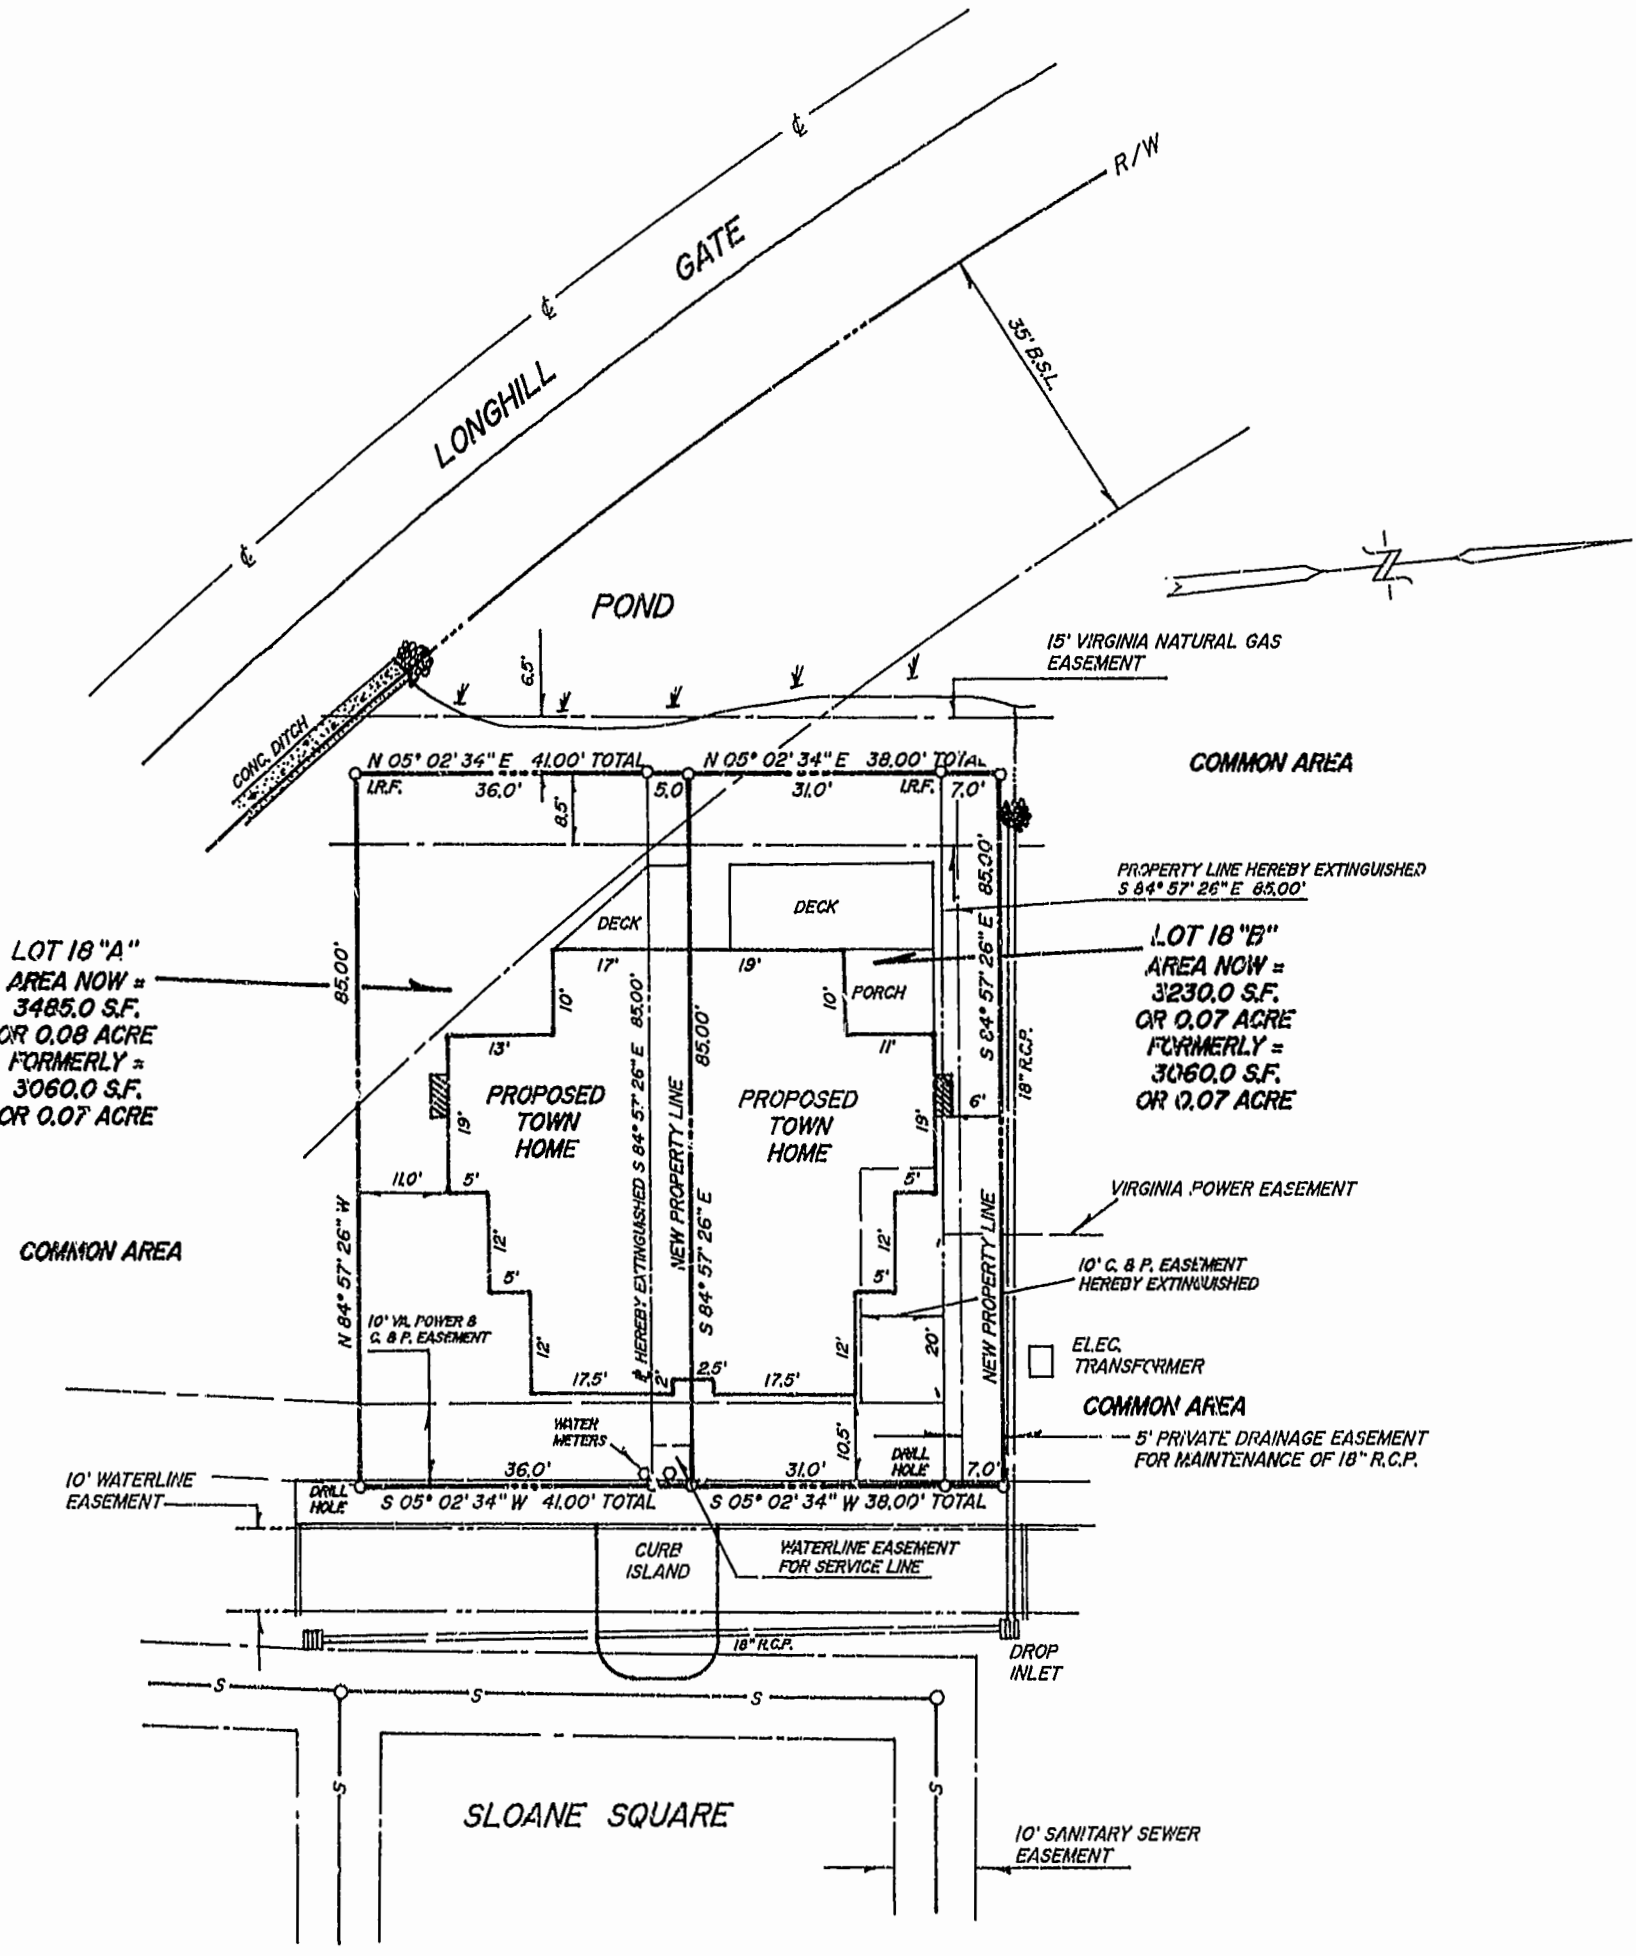 R/W
GATE
LONGHILL
35' B.S.L.
POND
6.5'
15' VIRGINIA NATURAL GAS
EASEMENT
CONC. DITCH
COMMON AREA
N 05° 02' 34" E 41.00' TOTAL
N 05° 02' 34" E 38.00' TOTAL
I.R.F.
36.0'
5.0'
31.0'
I.R.F.
7.0'
8.5'
PROPERTY LINE HEREBY EXTINGUISHED
S 84° 57' 26" E 85.00'
DECK
DECK
LOT 18 "A"
AREA NOW =
3485.0 S.F.
OR 0.08 ACRE
FORMERLY =
3060.0 S.F.
OR 0.07 ACRE
LOT 18 "B"
AREA NOW =
3230.0 S.F.
OR 0.07 ACRE
FORMERLY =
3060.0 S.F.
OR 0.07 ACRE
85.00'
N 84° 57' 26" W
17'
19'
10'
10'
PORCH
13'
11'
HEREBY EXTINGUISHED S 84° 57' 26" E 85.00'
NEW PROPERTY LINE
85.00'
S 84° 57' 26" E
S 84° 57' 26" E 85.00'
18" R.C.P.
PROPOSED
TOWN
HOME
PROPOSED
TOWN
HOME
19'
19'
6'
11.0'
5'
5'
VIRGINIA POWER EASEMENT
COMMON AREA
12'
12'
NEW PROPERTY LINE
10' C. & P. EASEMENT
HEREBY EXTINGUISHED
5'
5'
10' VA. POWER &
C. & P. EASEMENT
12'
12'
20'
ELEC.
TRANSFORMER
17.5'
2'
2.5'
17.5'
COMMON AREA
WATER
METERS
10.5'
DRILL
HOLE
5' PRIVATE DRAINAGE EASEMENT
FOR MAINTENANCE OF 18" R.C.P.
10' WATERLINE
EASEMENT
36.0'
31.0'
7.0'
DRILL
HOLE
S 05° 02' 34" W 41.00' TOTAL
S 05° 02' 34" W 38.00' TOTAL
CURB
ISLAND
WATERLINE EASEMENT
FOR SERVICE LINE
18" R.C.P.
DROP
INLET
S
S
S
S
S
SLOANE SQUARE
10' SANITARY SEWER
EASEMENT